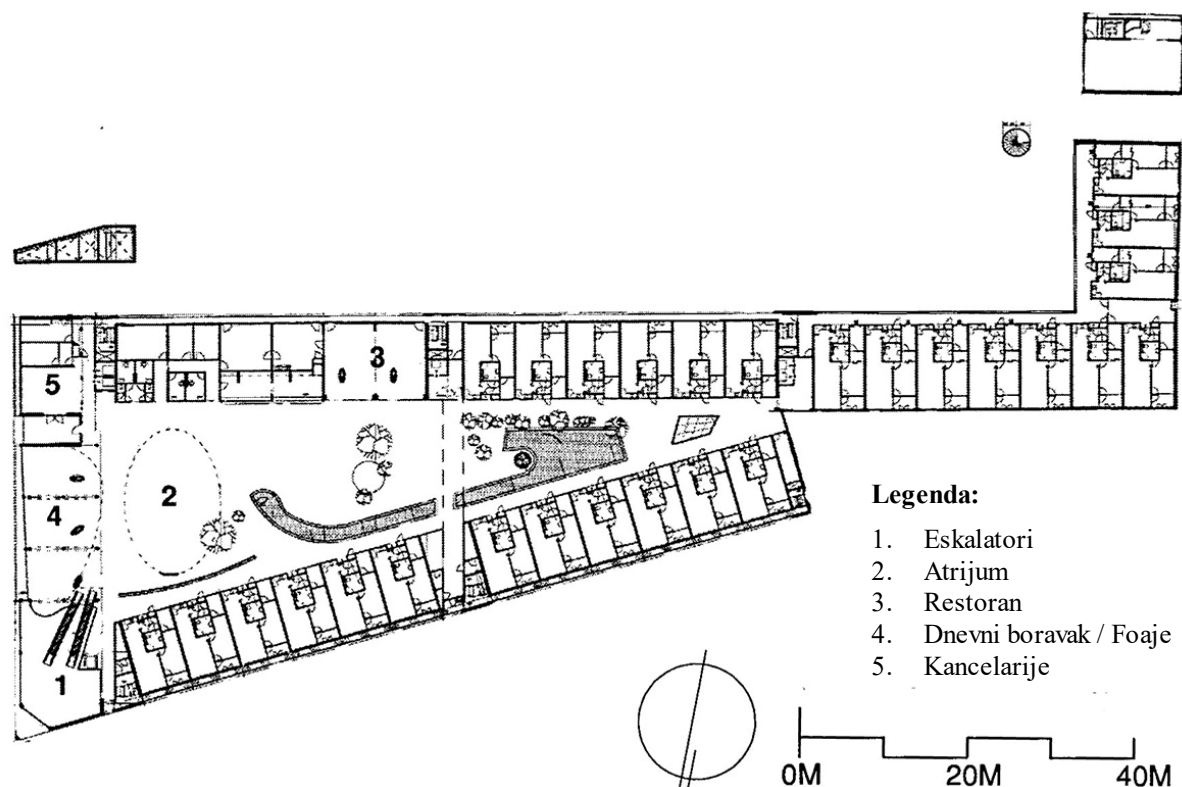 3
5
2
4
1
Legenda:
1. Eskalatori
2. Atrijum
3. Restoran
4. Dnevni boravak / Foaje
5. Kancelarije
0M 20M 40M